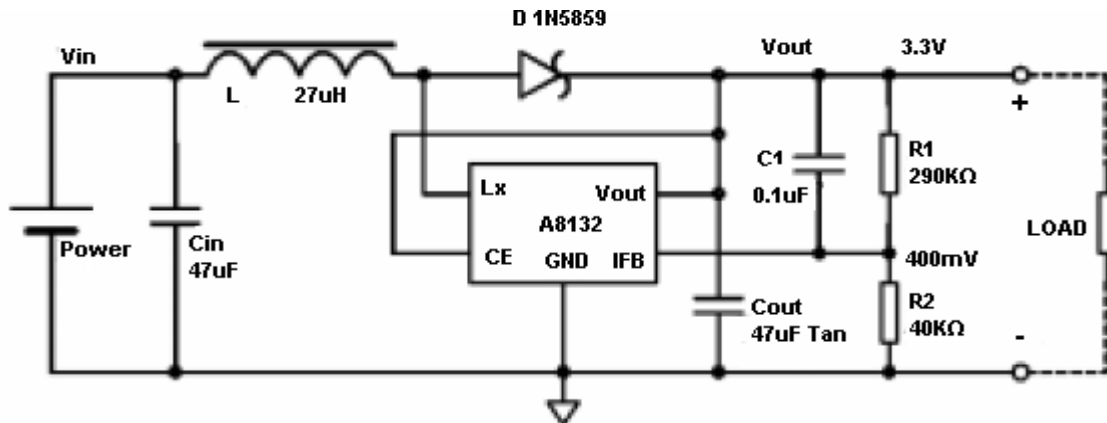 D 1N5859
Vin
Vout
3.3V
L
27uH
+
C1
0.1uF
R1
290KΩ
Lx
Vout
A8132
CE
GND
IFB
Power
Cin
47uF
400mV
LOAD
Cout
47uF Tan
R2
40KΩ
-